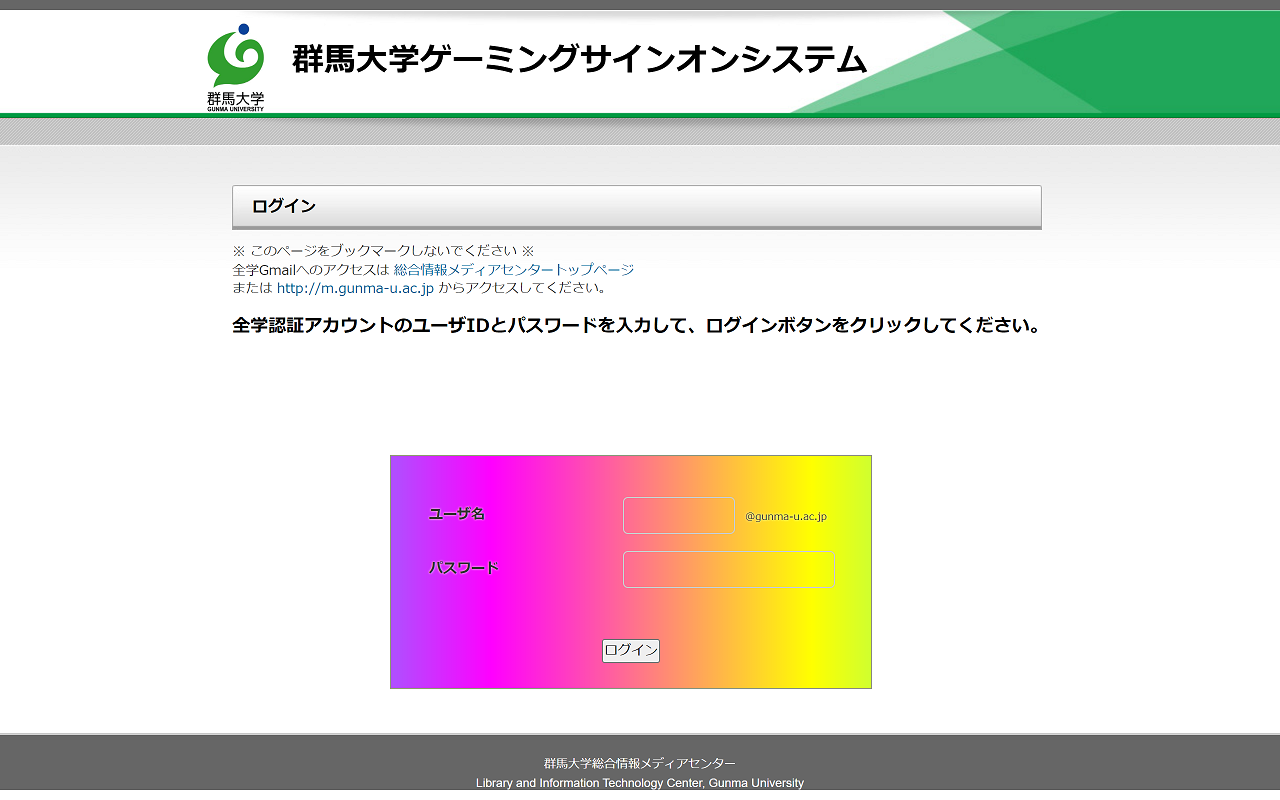 群馬大学
GUNMA UNIVERSITY
群馬大学ゲーミングサインオンシステム
ログイン
※ このページをブックマークしないでください ※
全学Gmailへのアクセスは 総合情報メディアセンタートップページ
または http://m.gunma-u.ac.jp からアクセスしてください。
全学認証アカウントのユーザIDとパスワードを入力して、ログインボタンをクリックしてください。
ユーザ名 @gunma-u.ac.jp
パスワード
ログイン
群馬大学総合情報メディアセンター
Library and Information Technology Center, Gunma University